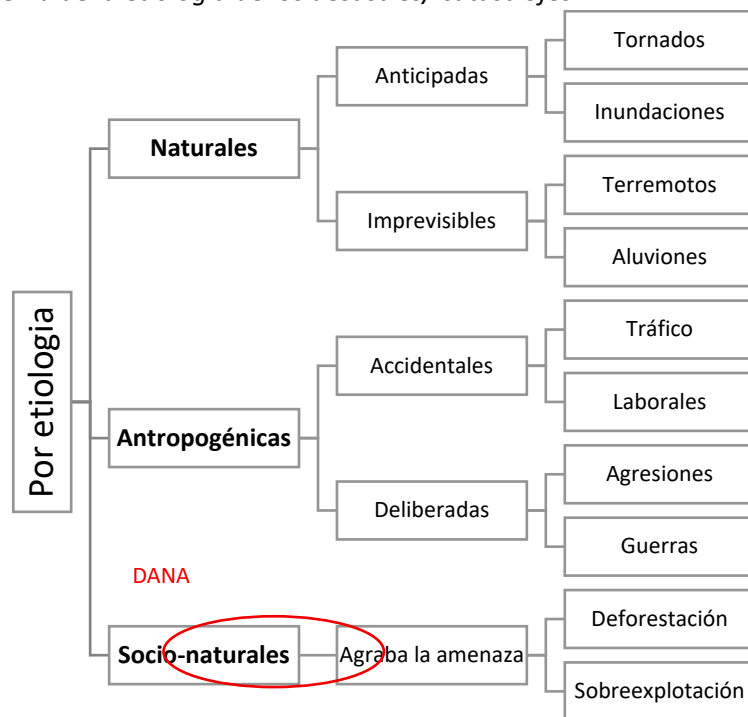 Tornados
Anticipadas
Inundaciones
Naturales
Terremotos
Imprevisibles
Aluviones
Por etiologia
Tráfico
Accidentales
Laborales
Antropogénicas
Agresiones
Deliberadas
Guerras
DANA
Deforestación
Socio-naturales
Agraba la amenaza
Sobreexplotación